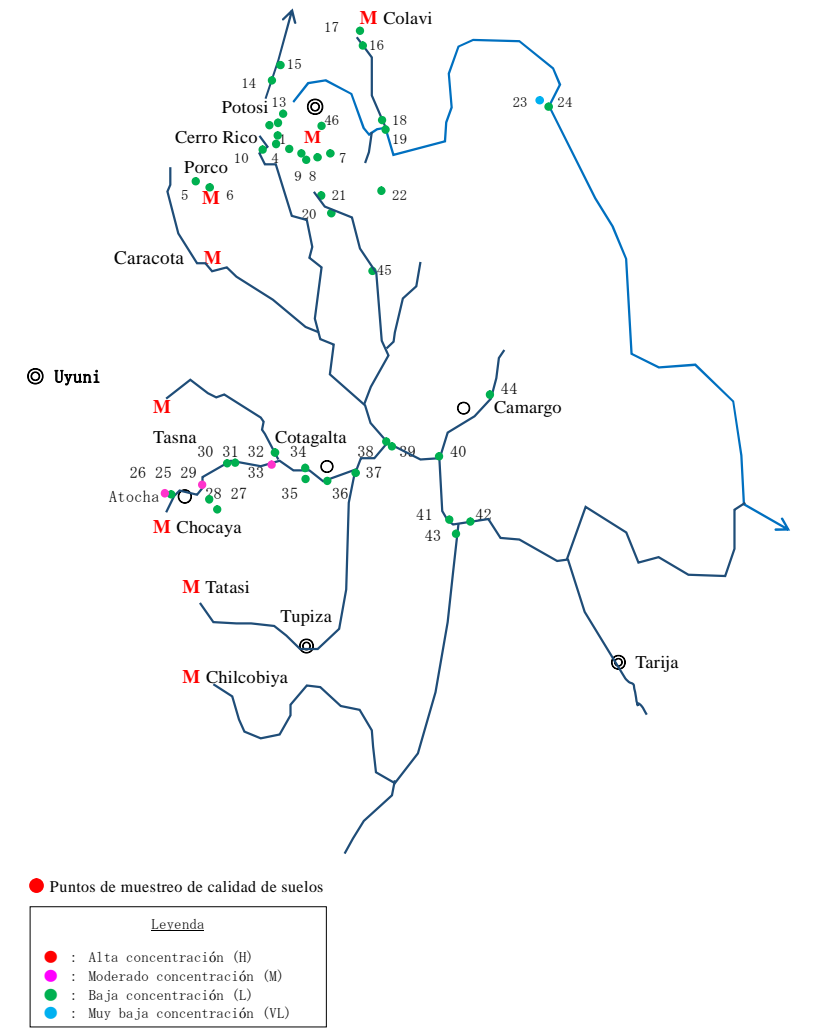 17
M Colavi
16
15
14
23
24
13
Potosi
46
18
Cerro Rico
1
M
19
10
4
7
9
8
Porco
5
M
6
21
22
20
Caracota
M
45
Uyuni
44
M
Camargo
Tasna
Cotagalta
30
31
32
34
38
39
40
26
25
29
33
37
Atocha
28
27
35
36
M Chocaya
41
42
43
M Tatasi
Tupiza
Tarija
M Chilcobiya
Puntos de muestreo de calidad de suelos
Leyenda
: Alta concentración (H)
: Moderado concentración (M)
: Baja concentración (L)
: Muy baja concentración (VL)